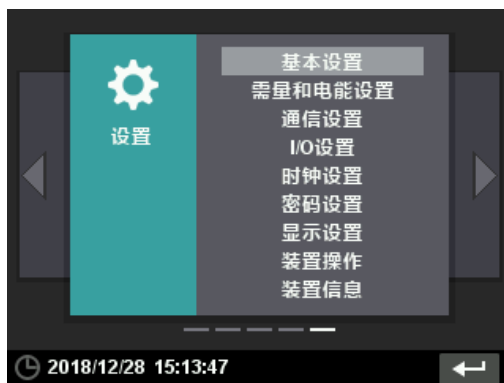 设置
基本设置
需量和电能设置
通信设置
I/O设置
时钟设置
密码设置
显示设置
装置操作
装置信息
2018/12/28 15:13:47